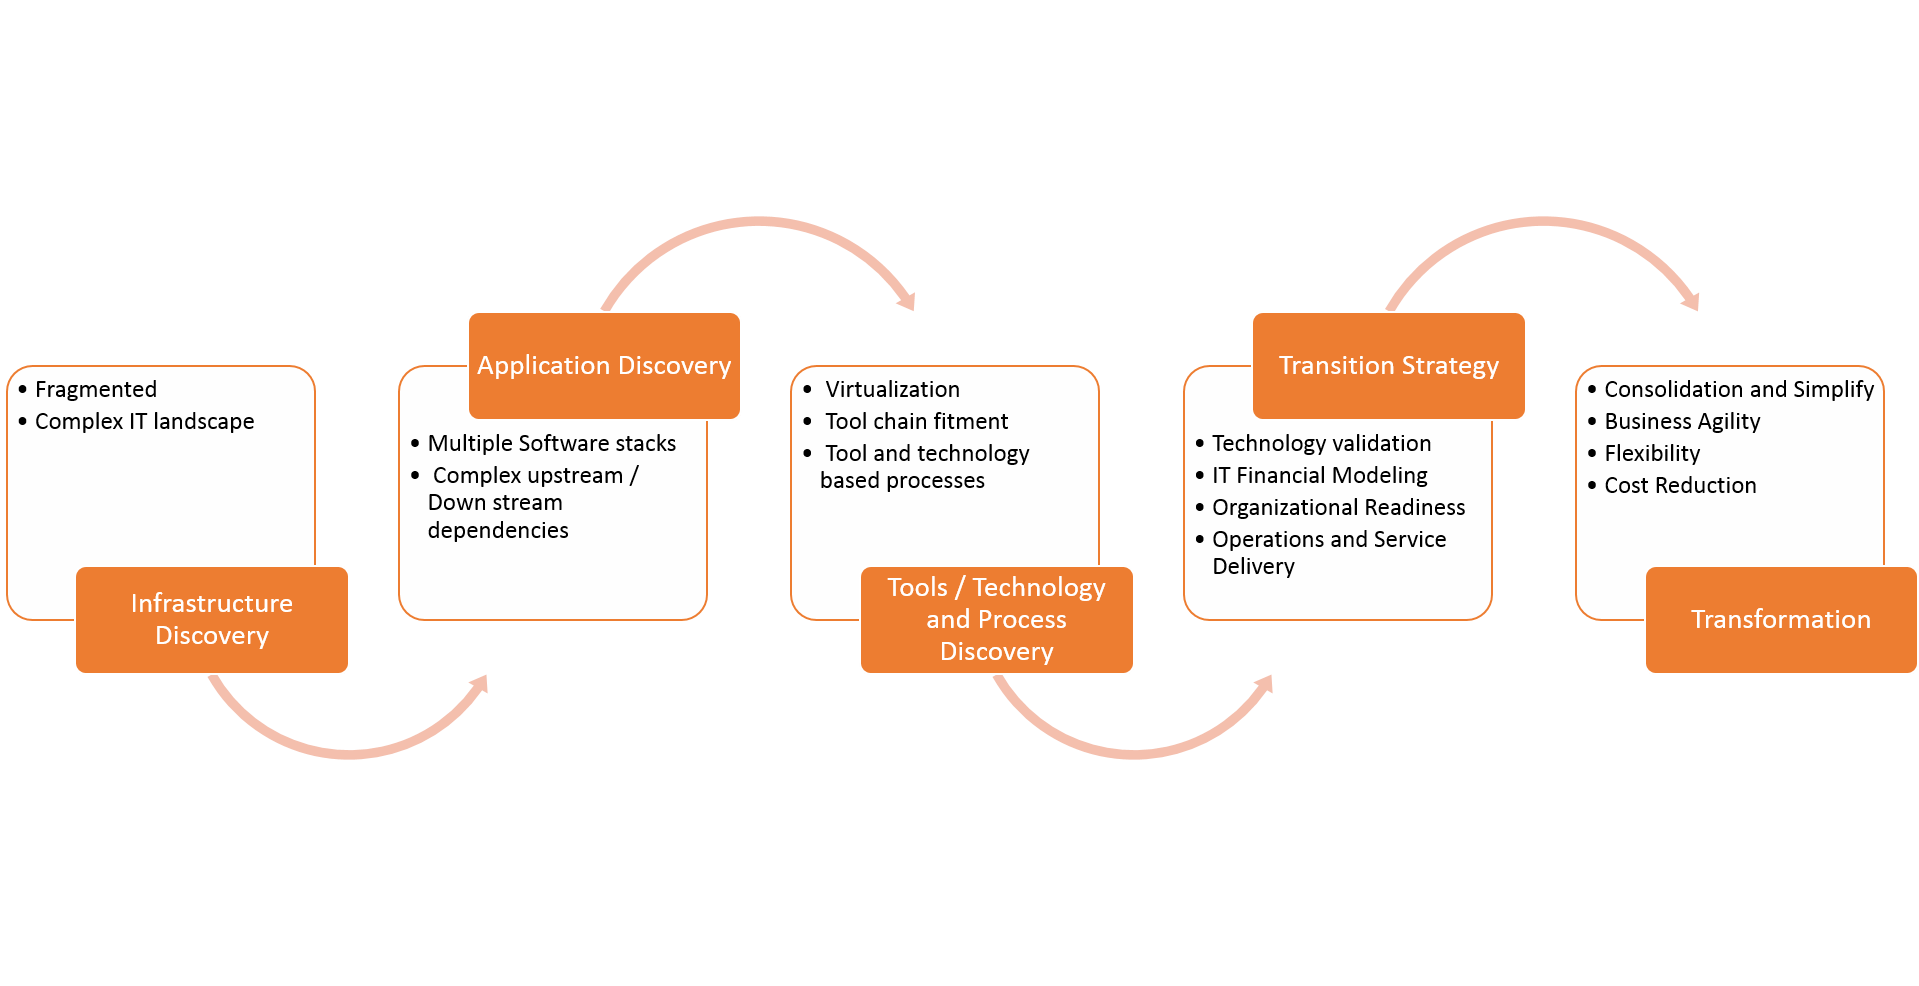 • Fragmented
• Complex IT landscape
Infrastructure
Discovery
Application Discovery
• Multiple Software stacks
• Complex upstream /
Down stream
dependencies
• Virtualization
• Tool chain fitment
• Tool and technology
based processes
Tools / Technology
and Process
Discovery
Transition Strategy
• Technology validation
• IT Financial Modeling
• Organizational Readiness
• Operations and Service
Delivery
• Consolidation and Simplify
• Business Agility
• Flexibility
• Cost Reduction
Transformation